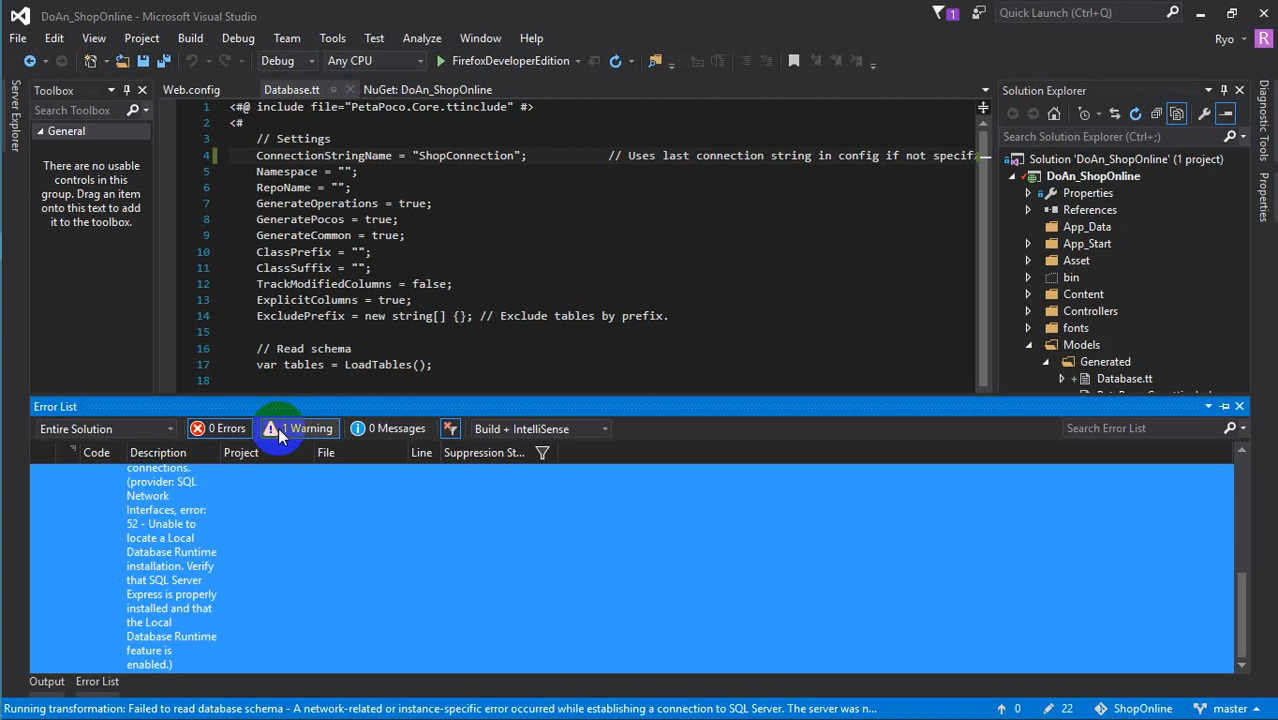 DoAn_ShopOnline - Microsoft Visual Studio
1
Quick Launch (Ctrl+Q)
File Edit View Project Build Debug Team Tools Test Analyze Window Help
Ryo
R
Debug
Any CPU
FirefoxDeveloperEdition
Server Explorer
Toolbox
Search Toolbox
General
There are no usable
controls in this
group. Drag an item
onto this text to add
it to the toolbox.
Web.config
Database.tt
NuGet: DoAn_ShopOnline
1 <#@ include file="PetaPoco.Core.ttinclude" #>
2 <#
3 // Settings
4 ConnectionStringName = "ShopConnection"; // Uses last connection string in config if not specif
5 Namespace = "";
6 RepoName = "";
7 GenerateOperations = true;
8 GeneratePocos = true;
9 GenerateCommon = true;
10 ClassPrefix = "";
11 ClassSuffix = "";
12 TrackModifiedColumns = false;
13 ExplicitColumns = true;
14 ExcludePrefix = new string[] {}; // Exclude tables by prefix.
15
16 // Read schema
17 var tables = LoadTables();
18
Solution Explorer
Search Solution Explorer (Ctrl+;)
Solution 'DoAn_ShopOnline' (1 project)
DoAn_ShopOnline
Properties
References
App_Data
App_Start
Asset
bin
Content
Controllers
fonts
Models
Generated
Database.tt
Diagnostic Tools
Properties
Error List
Entire Solution
0 Errors
1 Warning
0 Messages
Build + IntelliSense
Search Error List
Code Description Project File Line Suppression St...
connections.
(provider: SQL
Network
Interfaces, error:
52 - Unable to
locate a Local
Database Runtime
installation. Verify
that SQL Server
Express is properly
installed and that
the Local
Database Runtime
feature is
enabled.)
Output Error List
Running transformation: Failed to read database schema - A network-related or instance-specific error occurred while establishing a connection to SQL Server. The server was n...
0
22
ShopOnline
master